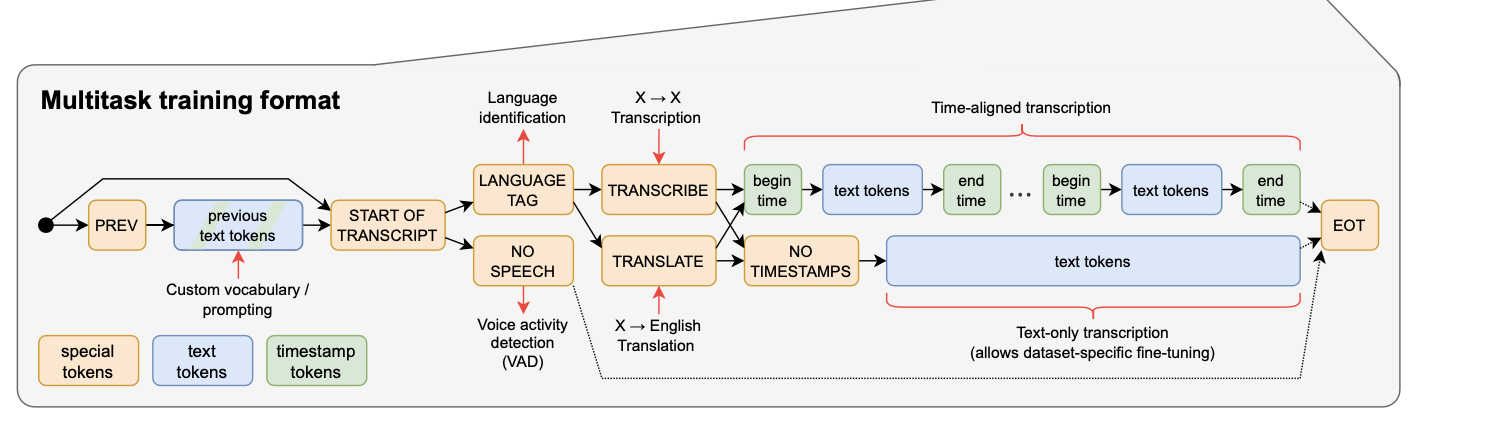 Multitask training format
Language
identification
X → X
Transcription
Time-aligned transcription
PREV
previous
text tokens
START OF
TRANSCRIPT
LANGUAGE
TAG
NO
SPEECH
TRANSCRIBE
TRANSLATE
begin
time
text tokens
end
time
...
begin
time
text tokens
end
time
NO
TIMESTAMPS
text tokens
EOT
Custom vocabulary /
prompting
Voice activity
detection
(VAD)
X → English
Translation
Text-only transcription
(allows dataset-specific fine-tuning)
special
tokens
text
tokens
timestamp
tokens